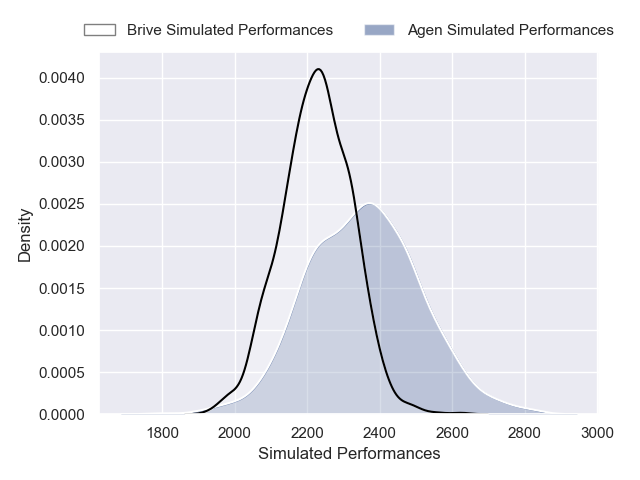 Brive Simulated Performances
Agen Simulated Performances
0.0040
0.0035
0.0030
0.0025
0.0020
0.0015
0.0010
0.0005
0.0000
Density
1800 2000 2200 2400 2600 2800 3000
Simulated Performances